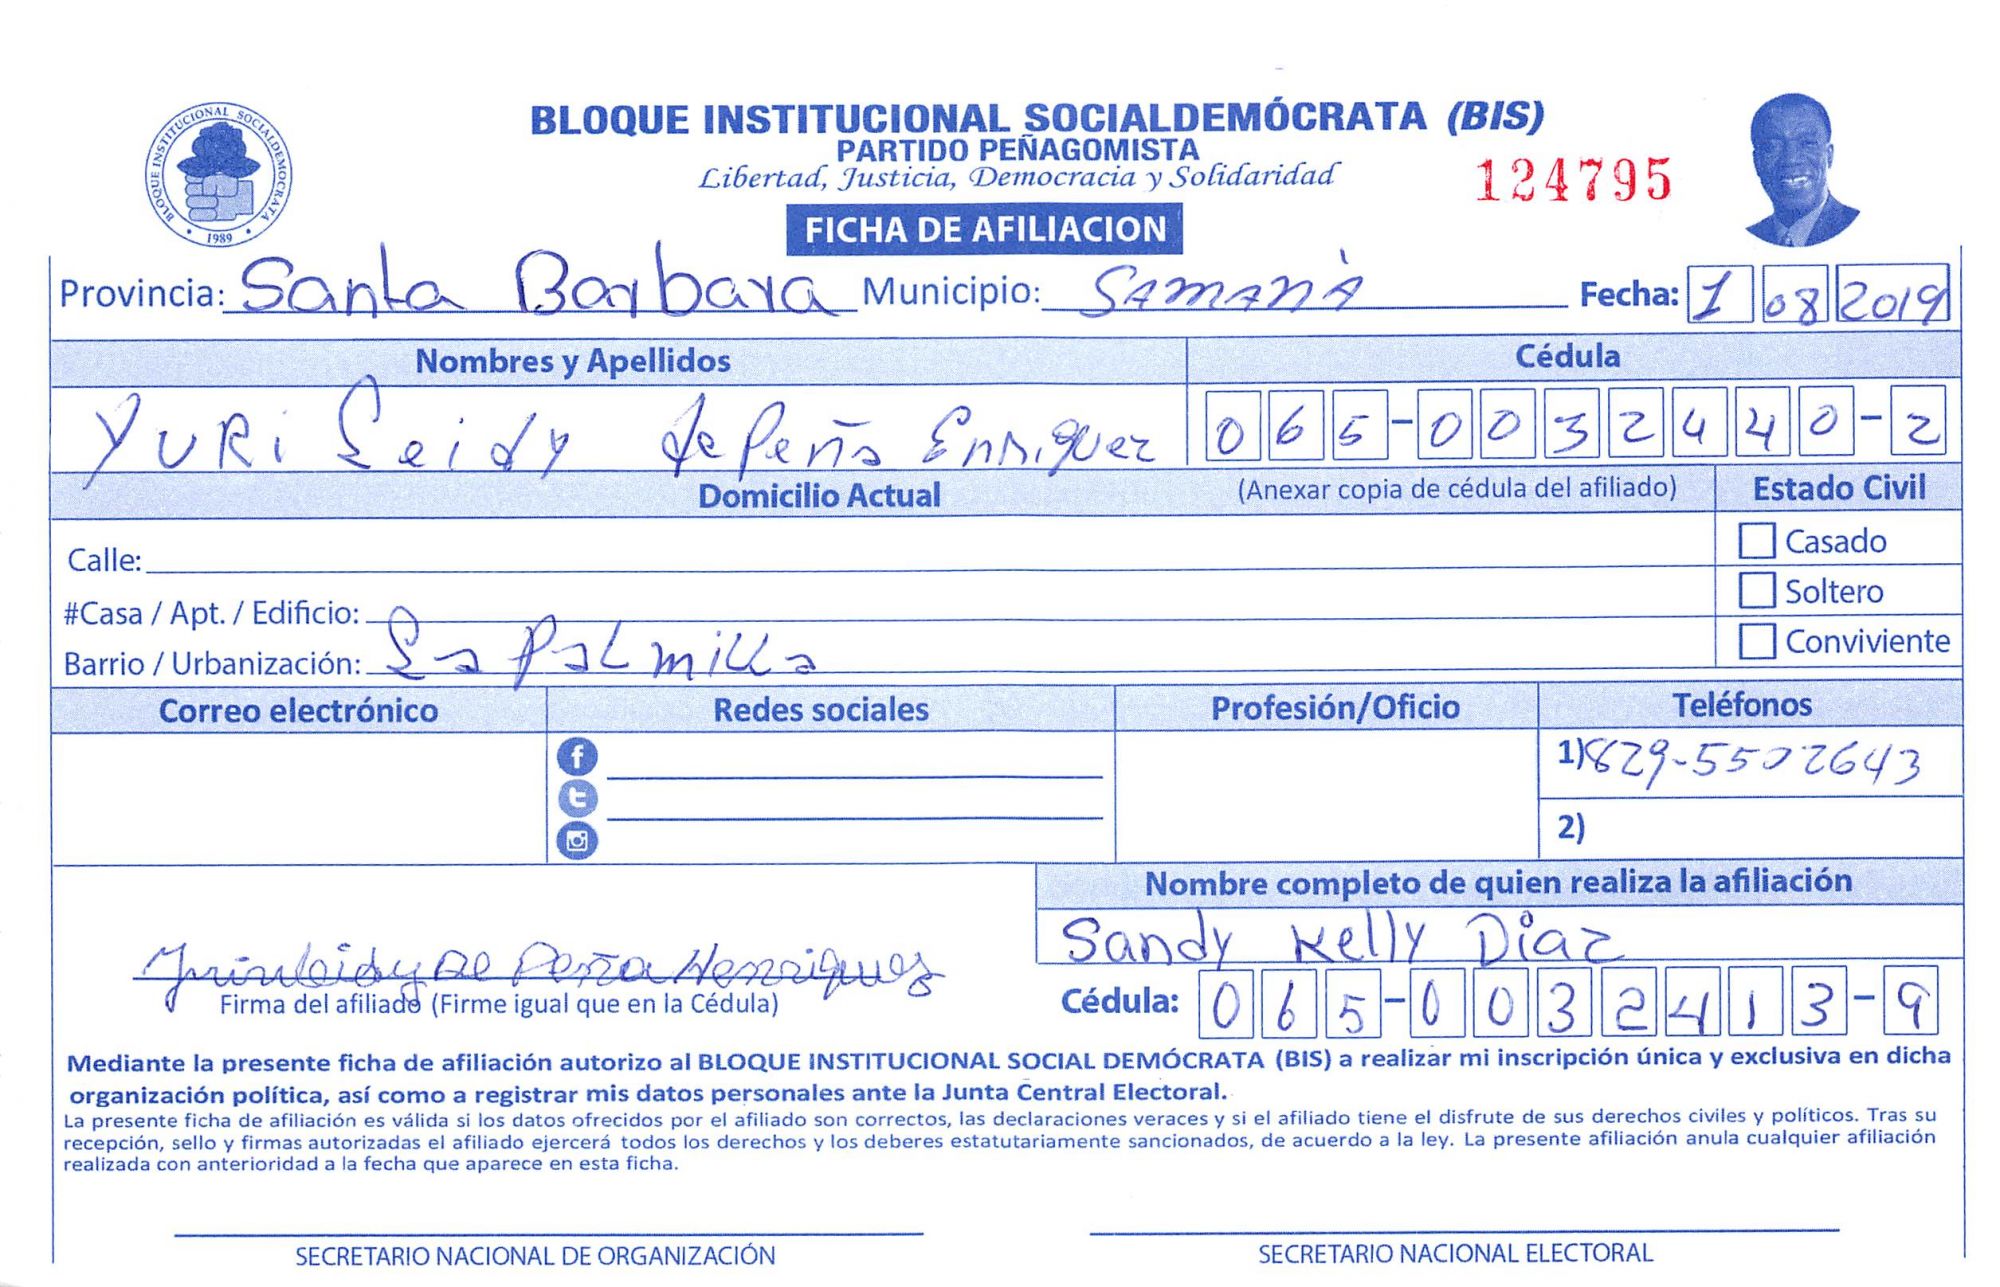 BLOQUE INSTITUCIONAL SOCIALDEMÓCRATA (BIS)
PARTIDO PEÑAGOMISTA
Libertad, Justicia, Democracia y Solidaridad
124795
BLOQUE INSTITUCIONAL SOCIALDEMOCRATA
1989
FICHA DE AFILIACION
Provincia: Santa Barbara Municipio: SAMANÀ Fecha: 1 08 2019
Nombres y Apellidos Cédula
YURi Leidy de Peña Enriquez 065-0032440-2
Domicilio Actual (Anexar copia de cédula del afiliado) Estado Civil
Calle: Casado
#Casa / Apt. / Edificio: Soltero
Barrio / Urbanización: La Palmilla Conviviente
Correo electrónico Redes sociales Profesión/Oficio Teléfonos
1) 829-5502643
2)
Nombre completo de quien realiza la afiliación
Sandy Kelly Díaz
Yurisleidy De Peña Henriquez
Firma del afiliado (Firme igual que en la Cédula) Cédula: 065-0032413-9
Mediante la presente ficha de afiliación autorizo al BLOQUE INSTITUCIONAL SOCIAL DEMÓCRATA (BIS) a realizar mi inscripción única y exclusiva en dicha
organización política, así como a registrar mis datos personales ante la Junta Central Electoral.
La presente ficha de afiliación es válida si los datos ofrecidos por el afiliado son correctos, las declaraciones veraces y si el afiliado tiene el disfrute de sus derechos civiles y políticos. Tras su
recepción, sello y firmas autorizadas el afiliado ejercerá todos los derechos y los deberes estatutariamente sancionados, de acuerdo a la ley. La presente afiliación anula cualquier afiliación
realizada con anterioridad a la fecha que aparece en esta ficha.
SECRETARIO NACIONAL DE ORGANIZACIÓN SECRETARIO NACIONAL ELECTORAL